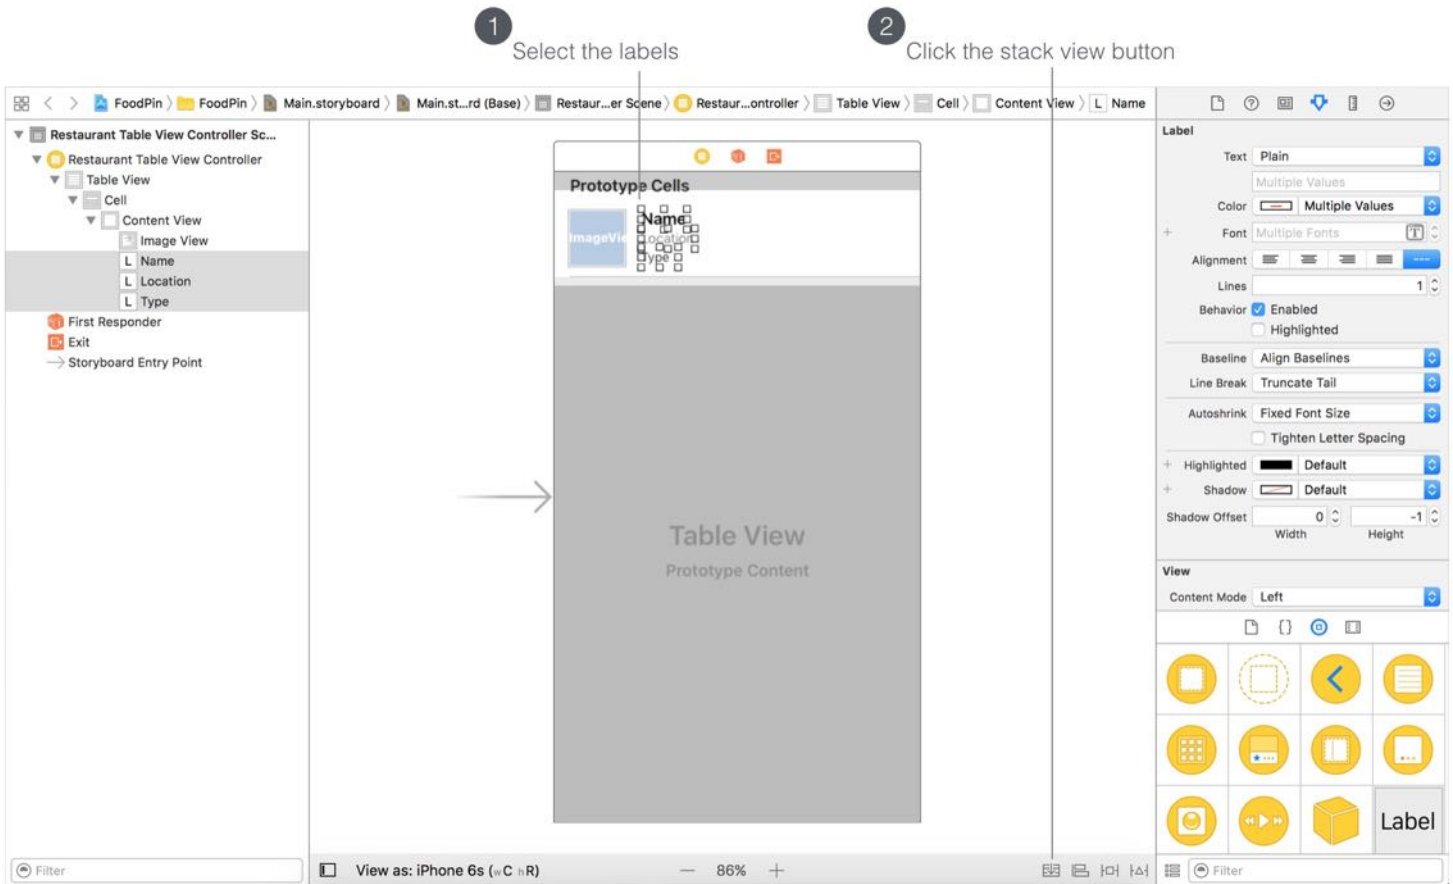 1
Select the labels
2
Click the stack view button
FoodPin
FoodPin
Main.storyboard
Main.st...rd (Base)
Restaur...er Scene
Restaur...ontroller
Table View
Cell
Content View
L Name
Restaurant Table View Controller Sc...
Restaurant Table View Controller
Table View
Cell
Content View
Image View
L Name
L Location
L Type
First Responder
Exit
Storyboard Entry Point
Filter
Prototype Cells
ImageVie
Name
Location
Type
Table View
Prototype Content
View as: iPhone 6s (wC hR)
— 86% +
Label
Text Plain
Multiple Values
Color Multiple Values
+ Font Multiple Fonts T
Alignment ---
Lines 1
Behavior Enabled
Highlighted
Baseline Align Baselines
Line Break Truncate Tail
Autoshrink Fixed Font Size
Tighten Letter Spacing
+ Highlighted Default
+ Shadow Default
Shadow Offset 0 -1
Width Height
View
Content Mode Left
{}
Label
Filter